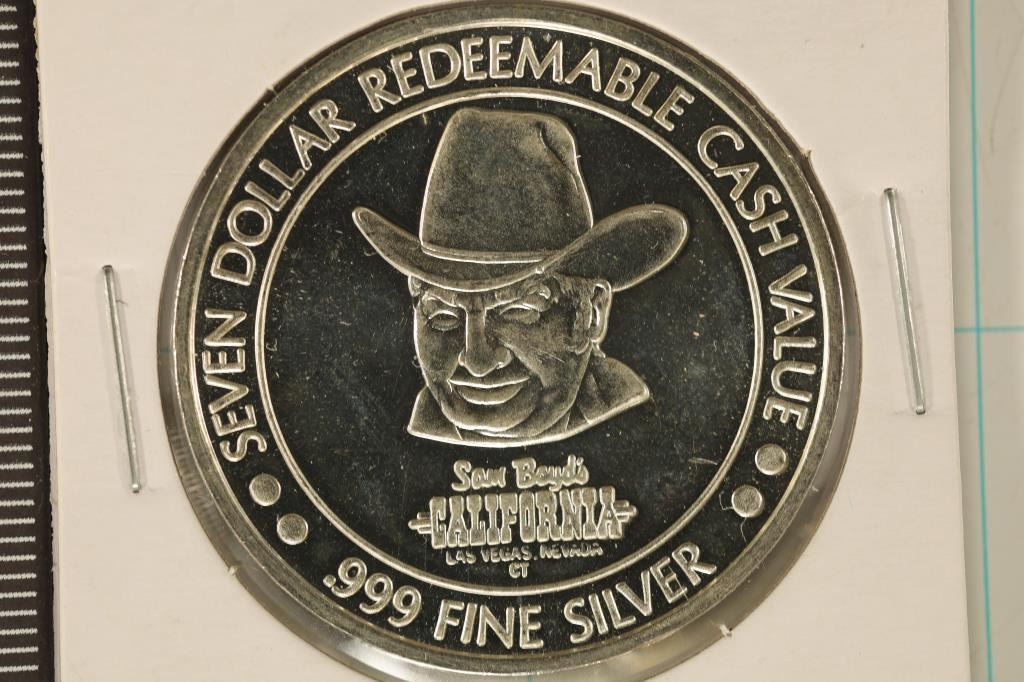 SEVEN DOLLAR REDEEMABLE CASH VALUE
Sam Boyd's
CALIFORNIA
LAS VEGAS, NEVADA
CT
.999 FINE SILVER